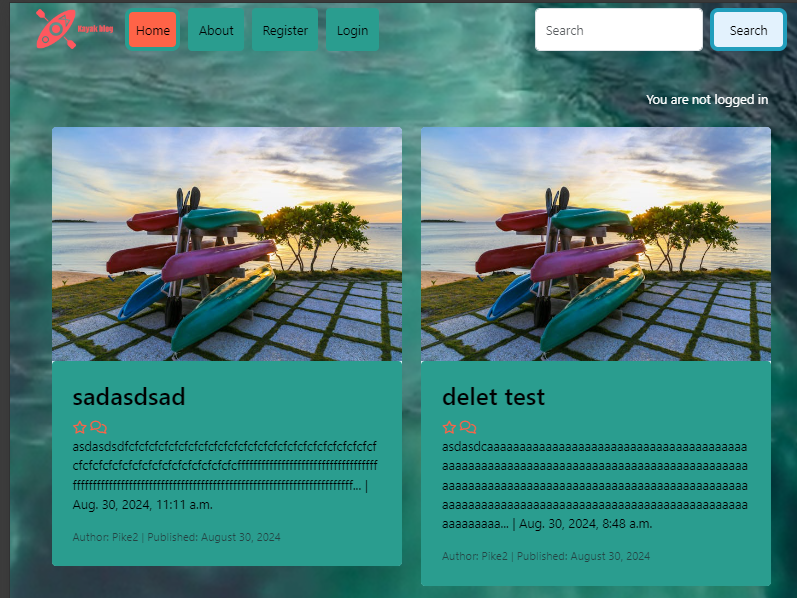 Kayak blog
Home
About
Register
Login
Search
Search
You are not logged in
sadasdsad
asdasdsdfcfcfcfcfcfcfcfcfcfcfcfcfcfcfcfcfcfcfcfcfcfcfcfcfcfcfcf
Aug. 30, 2024, 11:11 a.m.
Author: Pike2 | Published: August 30, 2024
delet test
... | Aug. 30, 2024, 8:48 a.m.
Author: Pike2 | Published: August 30, 2024